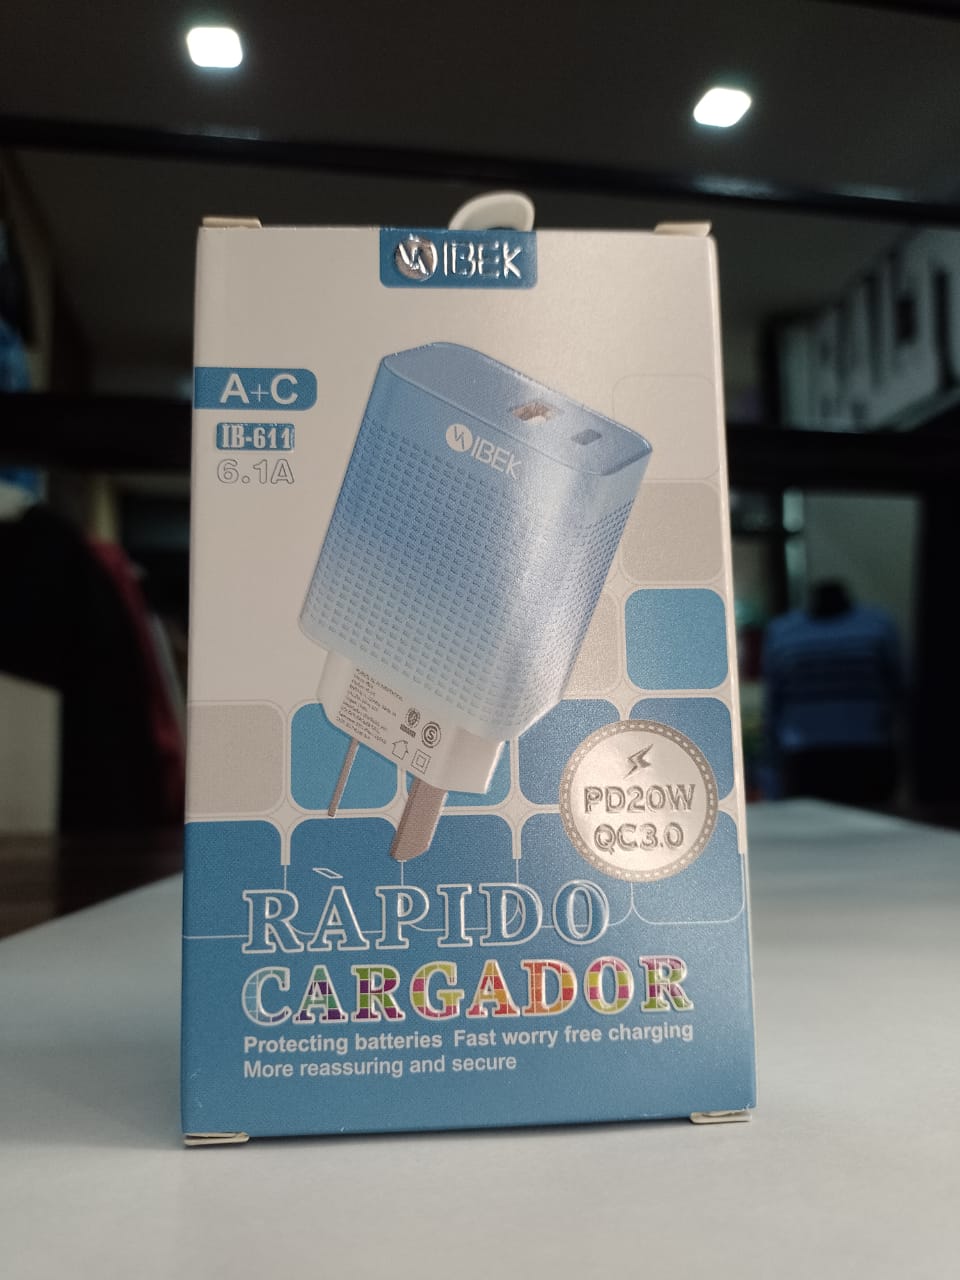 IBEK
A+C
IB-611
6.1A
IBEK
PD20W
QC3.0
RÀPIDO
CARGADOR
Protecting batteries Fast worry free charging
More reassuring and secure